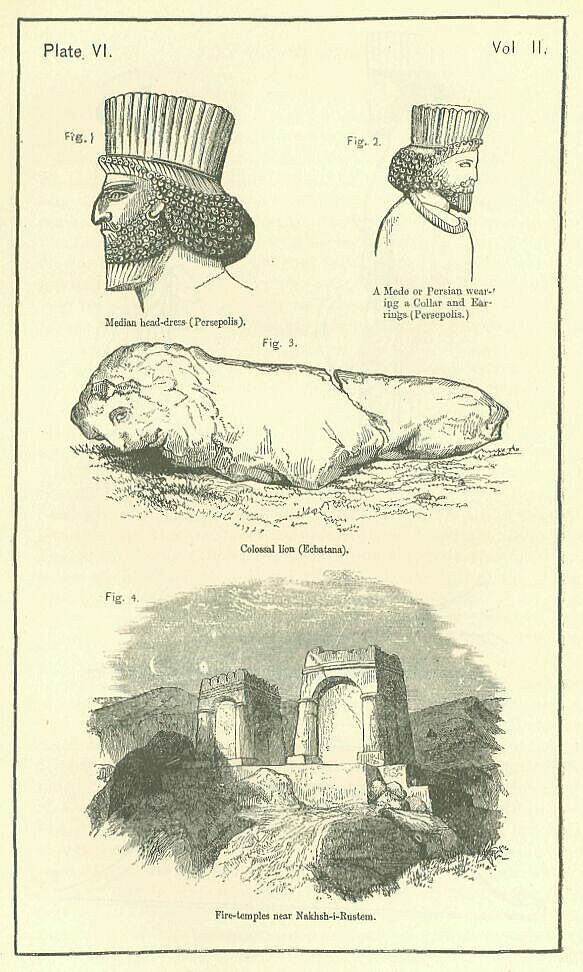 Plate VI.
Vol II.
Fig. 1
Fig. 2.
Median head-dress (Persepolis).
A Mede or Persian wear-
ing a Collar and Ear-
rings (Persepolis.)
Fig. 3.
Colossal lion (Ecbatana).
Fig. 4.
Fire-temples near Nakhsh-i-Rustem.